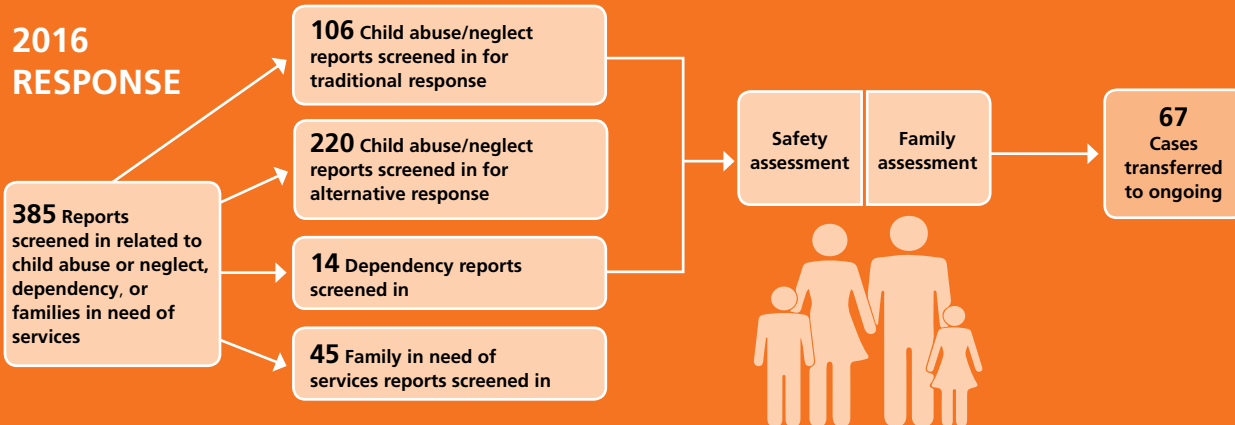 2016
RESPONSE
385 Reports
screened in related to
child abuse or neglect,
dependency, or
families in need of
services
106 Child abuse/neglect
reports screened in for
traditional response
220 Child abuse/neglect
reports screened in for
alternative response
14 Dependency reports
screened in
45 Family in need of
services reports screened in
Safety
assessment
Family
assessment
67
Cases
transferred
to ongoing